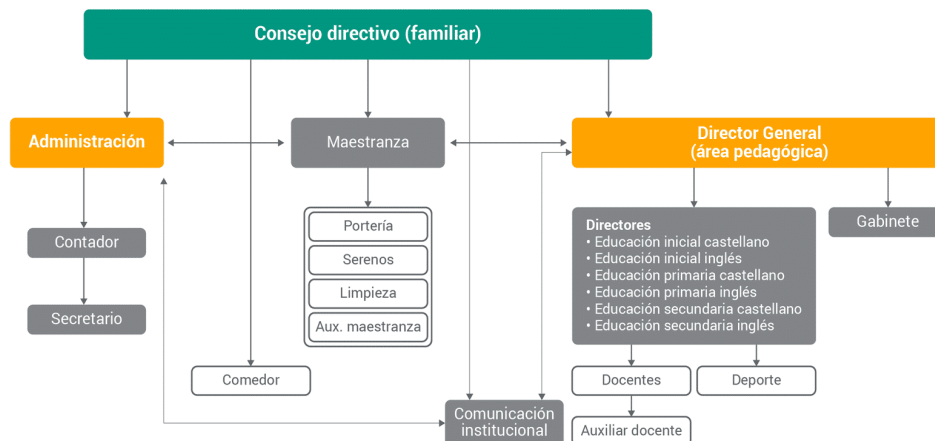 Consejo directivo (familiar)
Administración
Maestranza
Director General
(área pedagógica)
Contador
Secretario
Portería
Serenos
Limpieza
Aux. maestranza
Directores
• Educación inicial castellano
• Educación inicial inglés
• Educación primaria castellano
• Educación primaria inglés
• Educación secundaria castellano
• Educación secundaria inglés
Gabinete
Comedor
Docentes
Deporte
Comunicación
institucional
Auxiliar docente